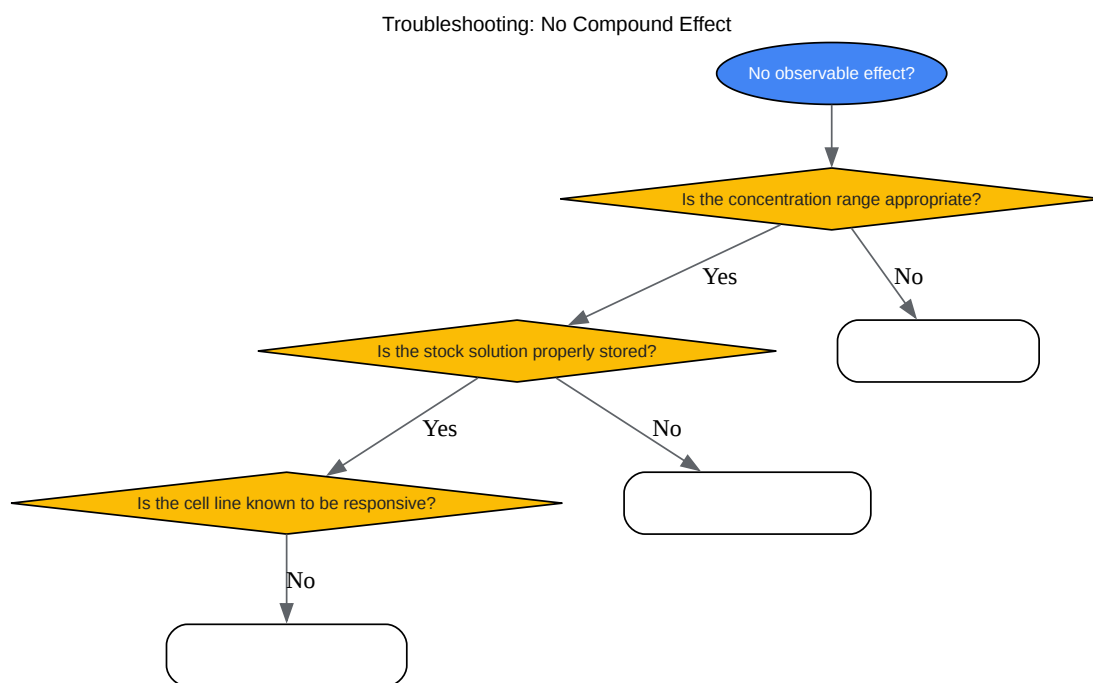 Troubleshooting: No Compound Effect
No observable effect?
Is the concentration range appropriate?
Yes
No
Is the stock solution properly stored?
Yes
No
Is the cell line known to be responsive?
No